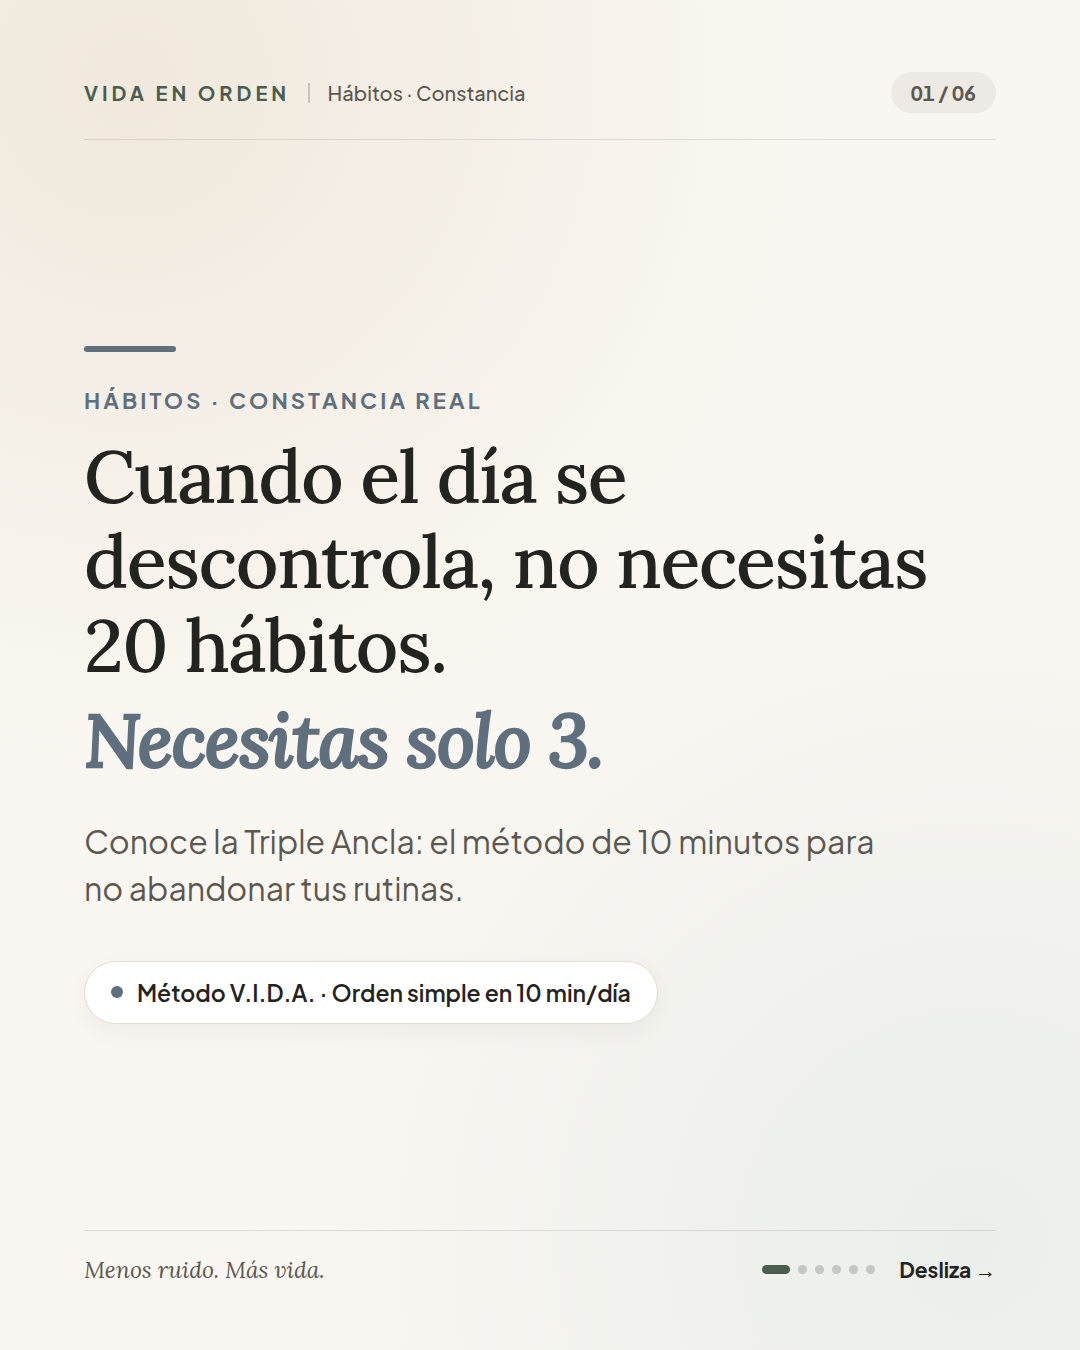 VIDA EN ORDEN | Hábitos · Constancia
01 / 06
HÁBITOS · CONSTANCIA REAL
Cuando el día se
descontrola, no necesitas
20 hábitos.
Necesitas solo 3.
Conoce la Triple Ancla: el método de 10 minutos para
no abandonar tus rutinas.
Método V.I.D.A. · Orden simple en 10 min/día
Menos ruido. Más vida.
Desliza →